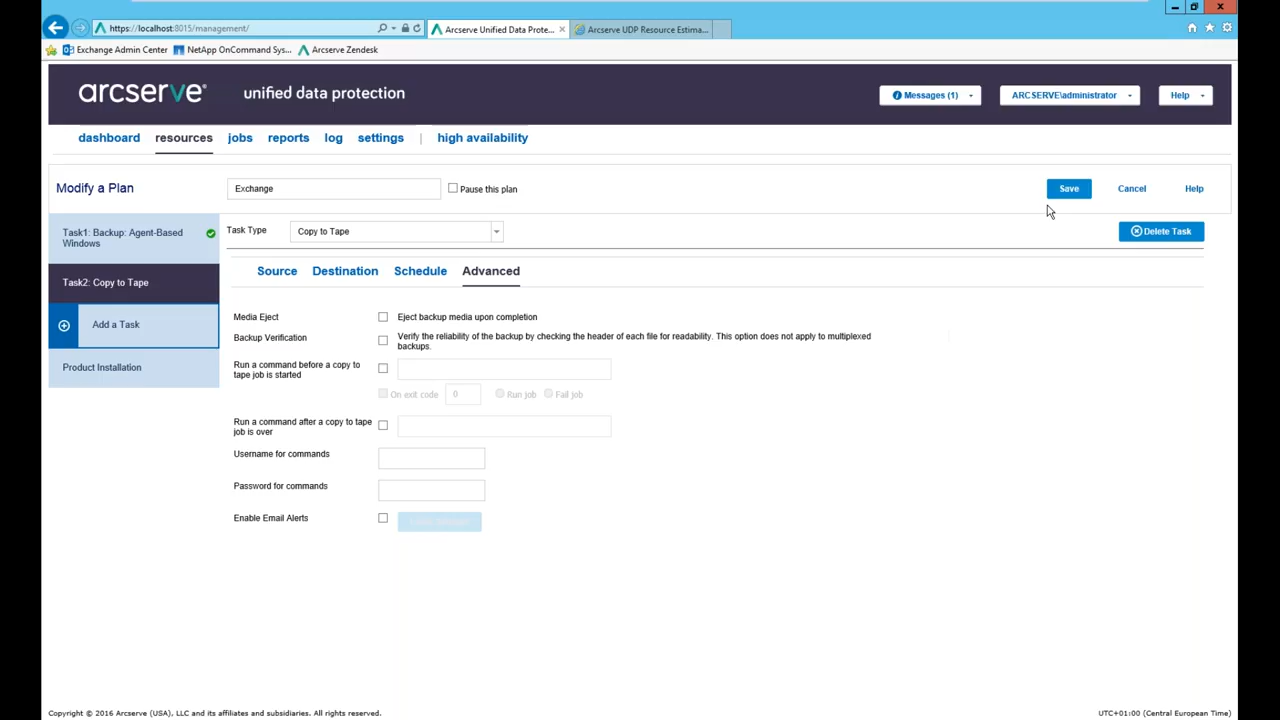 https://localhost:8015/management/
Arcserve Unified Data Prote...
Arcserve UDP Resource Estima...
Exchange Admin Center
NetApp OnCommand Sys...
Arcserve Zendesk
arcserve®
unified data protection
Messages (1)
ARCSERVE\administrator
Help
dashboard
resources
jobs
reports
log
settings
|
high availability
Modify a Plan
Exchange
Pause this plan
Save
Cancel
Help
Task1: Backup: Agent-Based
Windows
Task2: Copy to Tape
Add a Task
Product Installation
Task Type
Copy to Tape
Delete Task
Source
Destination
Schedule
Advanced
Media Eject
Eject backup media upon completion
Backup Verification
Verify the reliability of the backup by checking the header of each file for readability. This option does not apply to multiplexed
backups.
Run a command before a copy to
tape job is started
On exit code
0
Run job
Fail job
Run a command after a copy to tape
job is over
Username for commands
Password for commands
Enable Email Alerts
Copyright © 2016 Arcserve (USA), LLC and its affiliates and subsidiaries. All rights reserved.
UTC+01:00 (Central European Time)